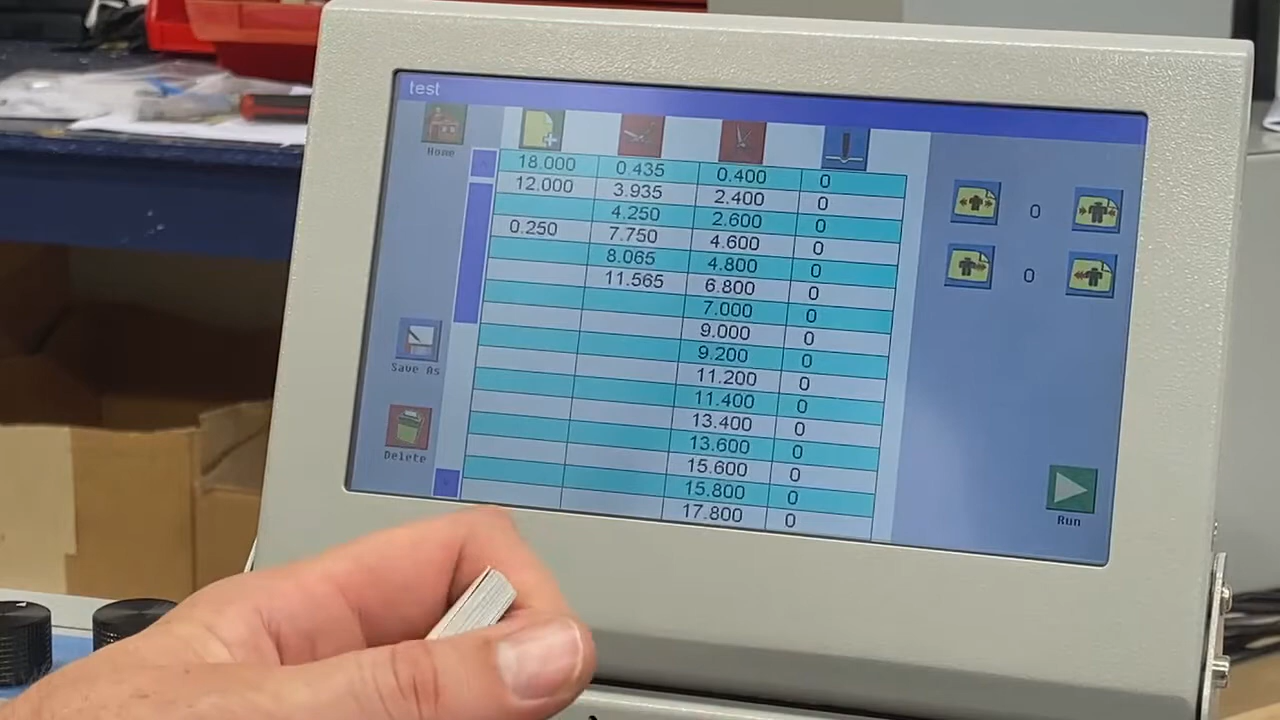 test
Home
18.000 0.435 0.400 0
12.000 3.935 2.400 0
4.250 2.600 0
0.250 7.750 4.600 0
8.065 4.800 0
11.565 6.800 0
7.000 0
9.000 0
9.200 0
11.200 0
11.400 0
13.400 0
13.600 0
15.600 0
15.800 0
17.800 0
0
0
Save As
Delete
Run